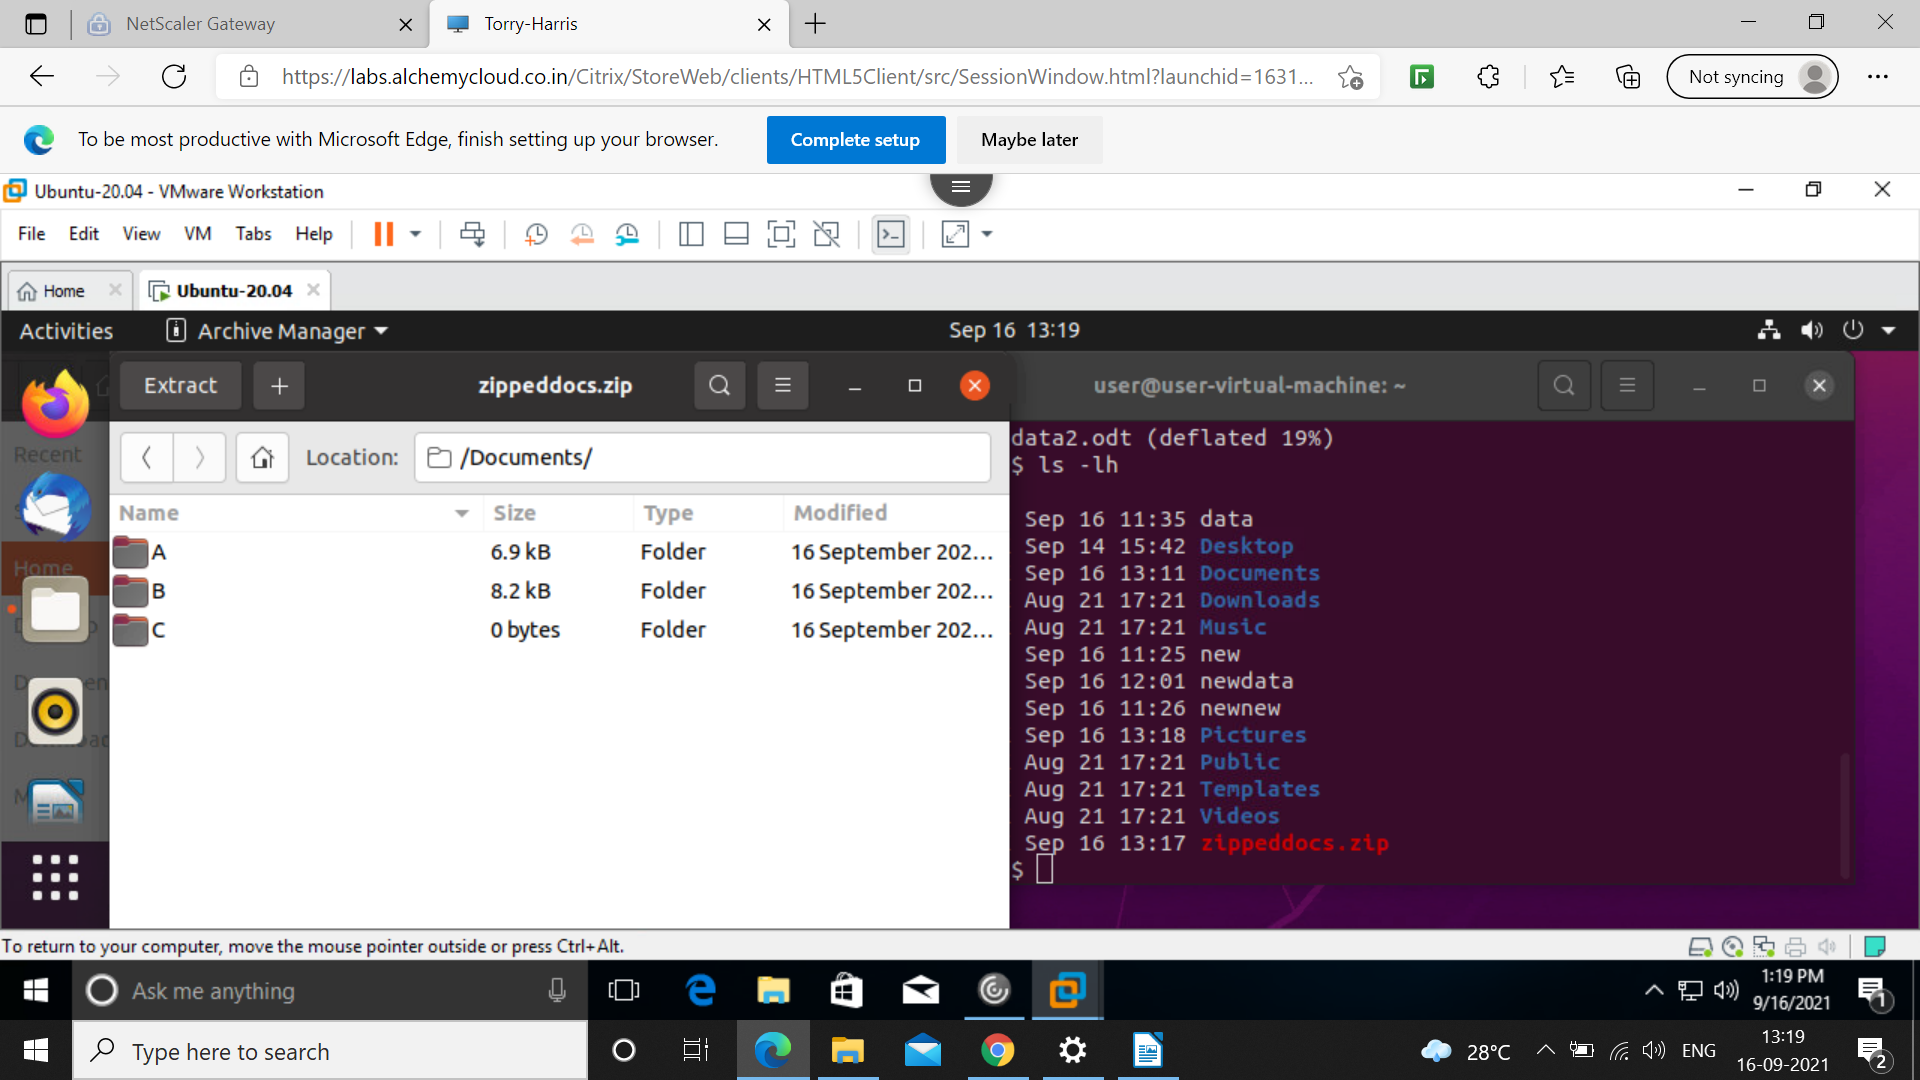 NetScaler Gateway
Torry-Harris
https://labs.alchemycloud.co.in/Citrix/StoreWeb/clients/HTML5Client/src/SessionWindow.html?launchid=1631...
Not syncing
To be most productive with Microsoft Edge, finish setting up your browser.
Complete setup
Maybe later
Ubuntu-20.04 - VMware Workstation
File Edit View VM Tabs Help
Home
Ubuntu-20.04
Activities
Archive Manager
Sep 16 13:19
Extract
zippeddocs.zip
user@user-virtual-machine: ~
Location:
/Documents/
Name Size Type Modified
A 6.9 kB Folder 16 September 202...
B 8.2 kB Folder 16 September 202...
C 0 bytes Folder 16 September 202...
Recent
Home
data2.odt (deflated 19%)
$ ls -lh
Sep 16 11:35 data
Sep 14 15:42 Desktop
Sep 16 13:11 Documents
Aug 21 17:21 Downloads
Aug 21 17:21 Music
Sep 16 11:25 new
Sep 16 12:01 newdata
Sep 16 11:26 newnew
Sep 16 13:18 Pictures
Aug 21 17:21 Public
Aug 21 17:21 Templates
Aug 21 17:21 Videos
Sep 16 13:17 zippeddocs.zip
$
To return to your computer, move the mouse pointer outside or press Ctrl+Alt.
Ask me anything
1:19 PM
9/16/2021
1
Type here to search
28°C
ENG
13:19
16-09-2021
2